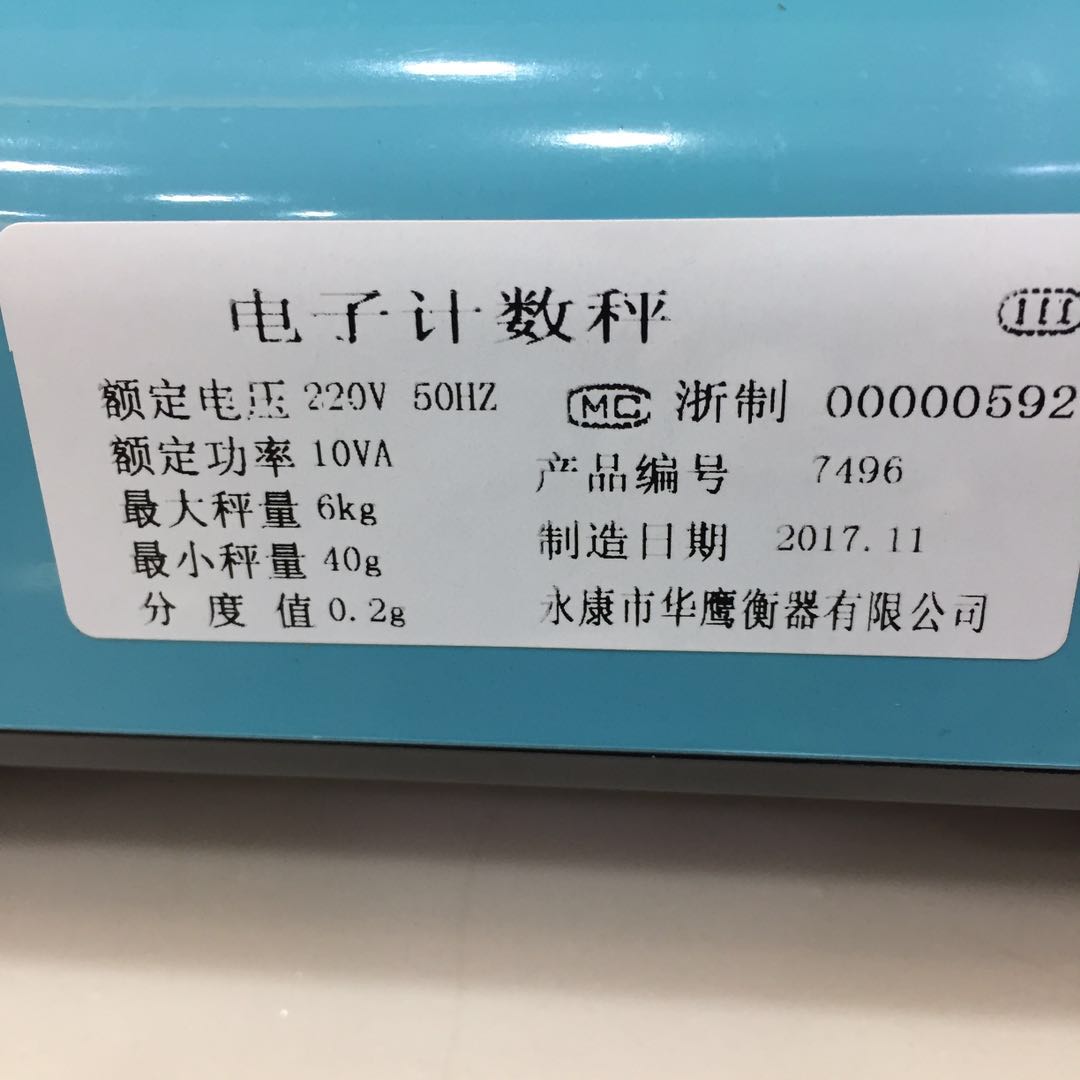 电子计数秤 III
额定电压 220V 50HZ
MC 浙制 00000592
额定功率 10VA
产品编号 7496
最大秤量 6kg
制造日期 2017.11
最小秤量 40g
分度值 0.2g
永康市华鹰衡器有限公司